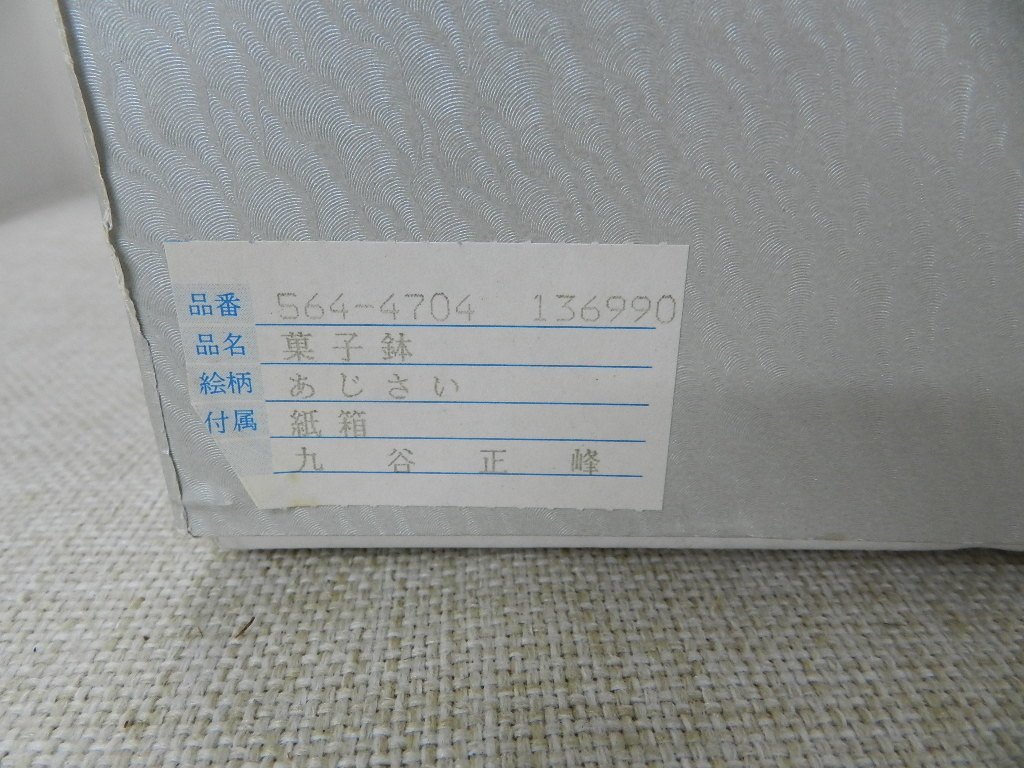 品番 564-4704 136990
品名 菓子鉢
絵柄 あじさい
付属 紙箱
九谷正峰